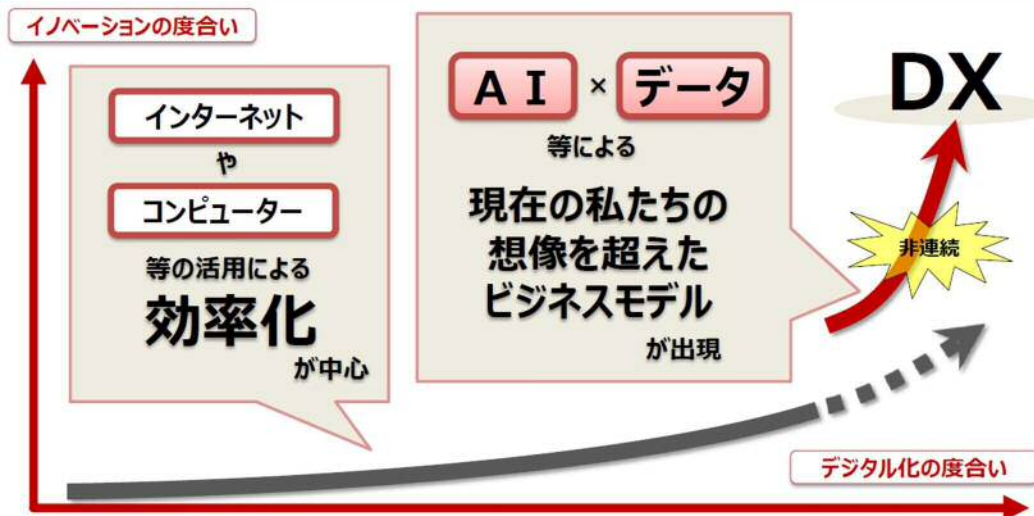 イノベーションの度合い
インターネット
や
コンピューター
等の活用による
効率化
が中心
AI × データ
等による
現在の私たちの
想像を超えた
ビジネスモデル
が出現
DX
非連続
デジタル化の度合い